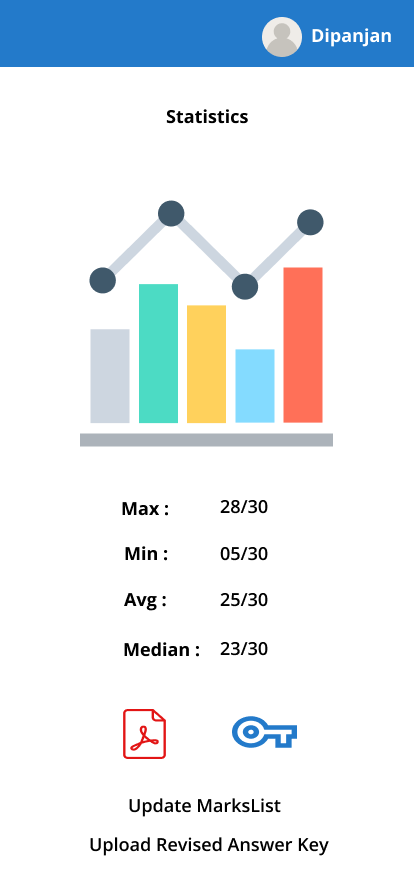 Dipanjan
Statistics
Max : 28/30
Min : 05/30
Avg : 25/30
Median : 23/30
Update MarksList
Upload Revised Answer Key